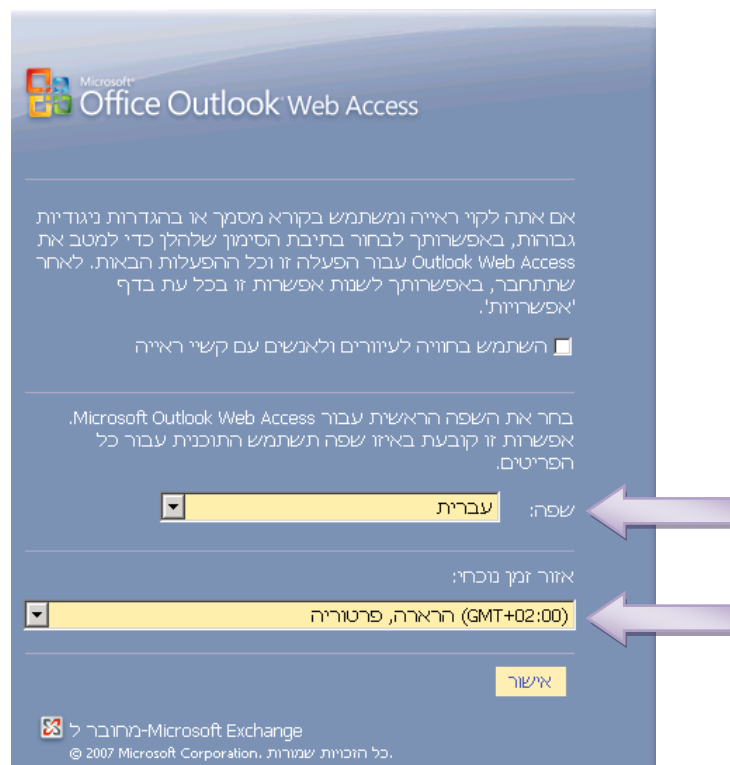 Microsoft
Office Outlook Web Access
אם אתה לקוי ראייה ומשתמש בקורא מסמך או בהגדרות ניגודיות
גבוהות, באפשרותך לבחור בתיבת הסימון שלהלן כדי למטב את
Outlook Web Access עבור הפעלה זו וכל ההפעלות הבאות. לאחר
שתתחבר, באפשרותך לשנות אפשרות זו בכל עת בדף
'אפשרויות'.
השתמש בחוויה לעיוורים ולאנשים עם קשיי ראייה
בחר את השפה הראשית עבור Microsoft Outlook Web Access.
אפשרות זו קובעת באיזו שפה תשתמש התוכנית עבור כל
הפריטים.
שפה: עברית
אזור זמן נוכחי:
(GMT+02:00) הרארה, פרטוריה
אישור
מחובר ל-Microsoft Exchange
© 2007 Microsoft Corporation. כל הזכויות שמורות.